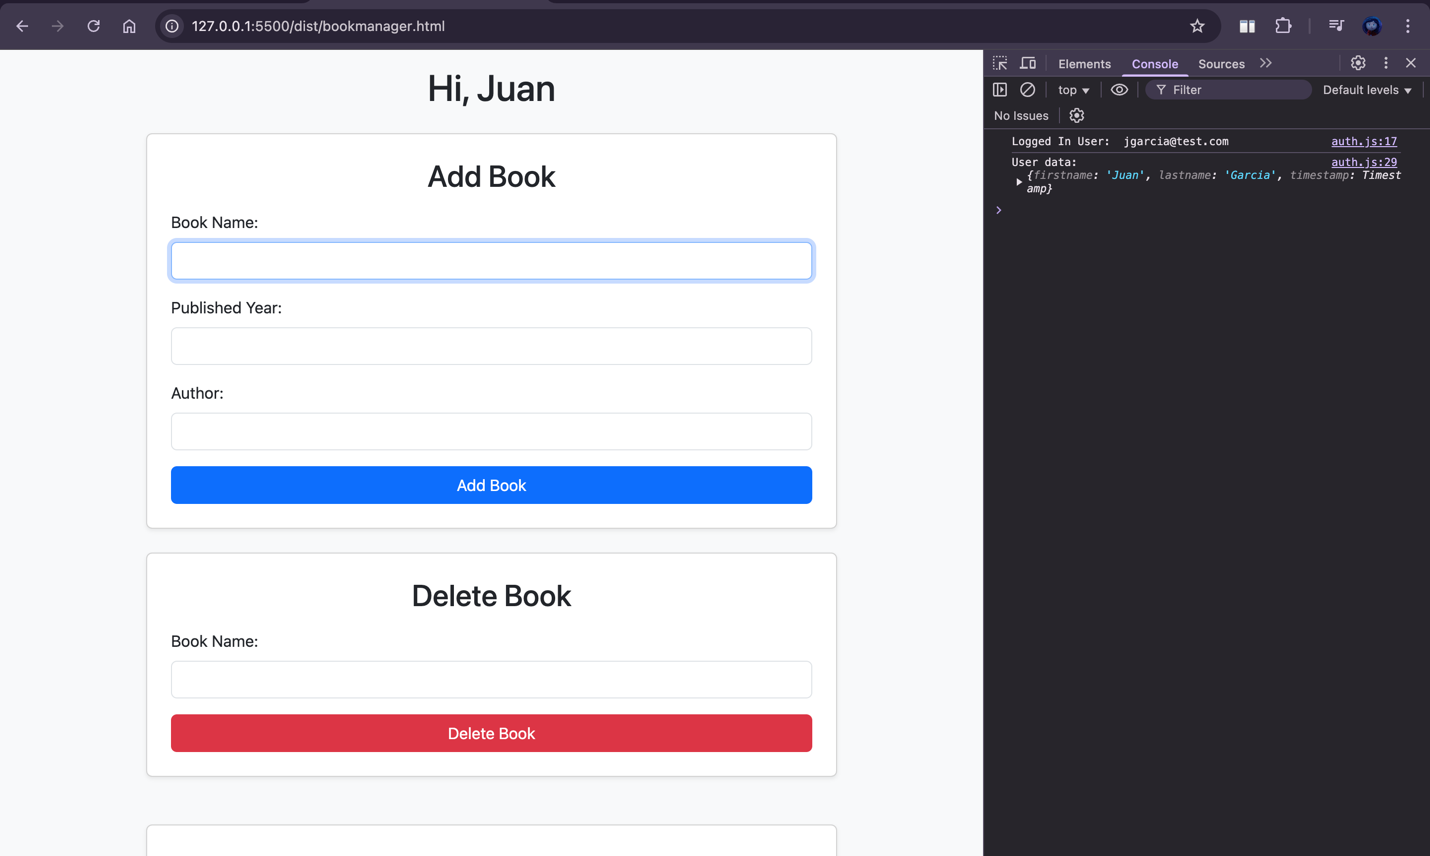 127.0.0.1:5500/dist/bookmanager.html
Hi, Juan
Add Book
Book Name:
Published Year:
Author:
Add Book
Delete Book
Book Name:
Delete Book
Elements Console Sources
top Filter Default levels
No Issues
Logged In User: jgarcia@test.com auth.js:17
User data: auth.js:29
{firstname: 'Juan', lastname: 'Garcia', timestamp: Timest
amp}